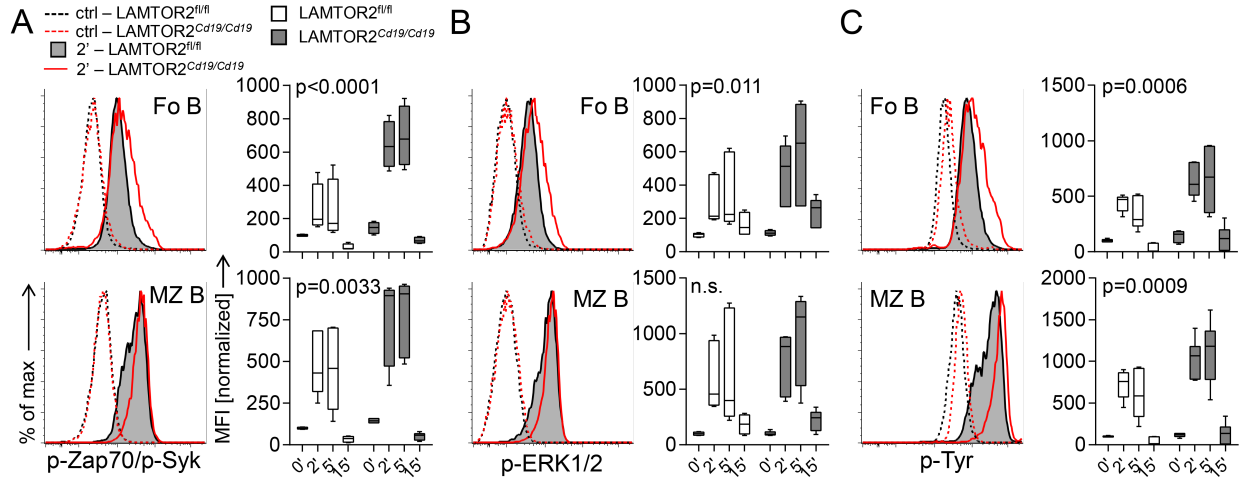 A
ctrl – LAMTOR2fl/fl
ctrl – LAMTOR2Cd19/Cd19
2’ – LAMTOR2fl/fl
2’ – LAMTOR2Cd19/Cd19
LAMTOR2fl/fl
LAMTOR2Cd19/Cd19
B
C
Fo B
1000
800
600
400
200
0
p<0.0001
Fo B
1000
800
600
400
200
0
p=0.011
Fo B
1500
1000
500
0
p=0.0006
% of max
MZ B
p-Zap70/p-Syk
MFI [normalized]
1000
750
500
250
0
p=0.0033
0' 2' 5' 15' 0' 2' 5' 15'
MZ B
p-ERK1/2
1500
1000
500
0
n.s.
0' 2' 5' 15' 0' 2' 5' 15'
MZ B
p-Tyr
2000
1500
1000
500
0
p=0.0009
0' 2' 5' 15' 0' 2' 5' 15'